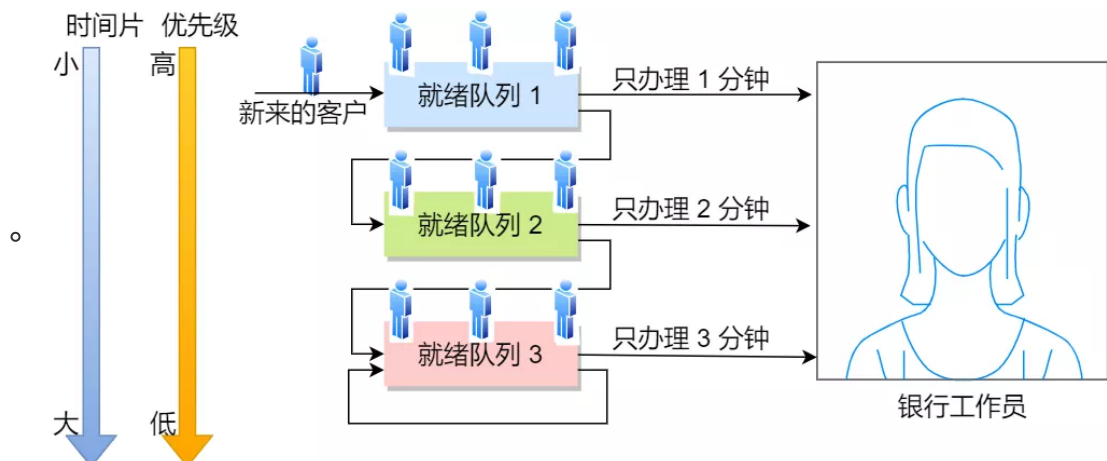 时间片 优先级
小 高
新来的客户
就绪队列 1
只办理 1 分钟
就绪队列 2
只办理 2 分钟
。
就绪队列 3
只办理 3 分钟
大 低
银行工作员